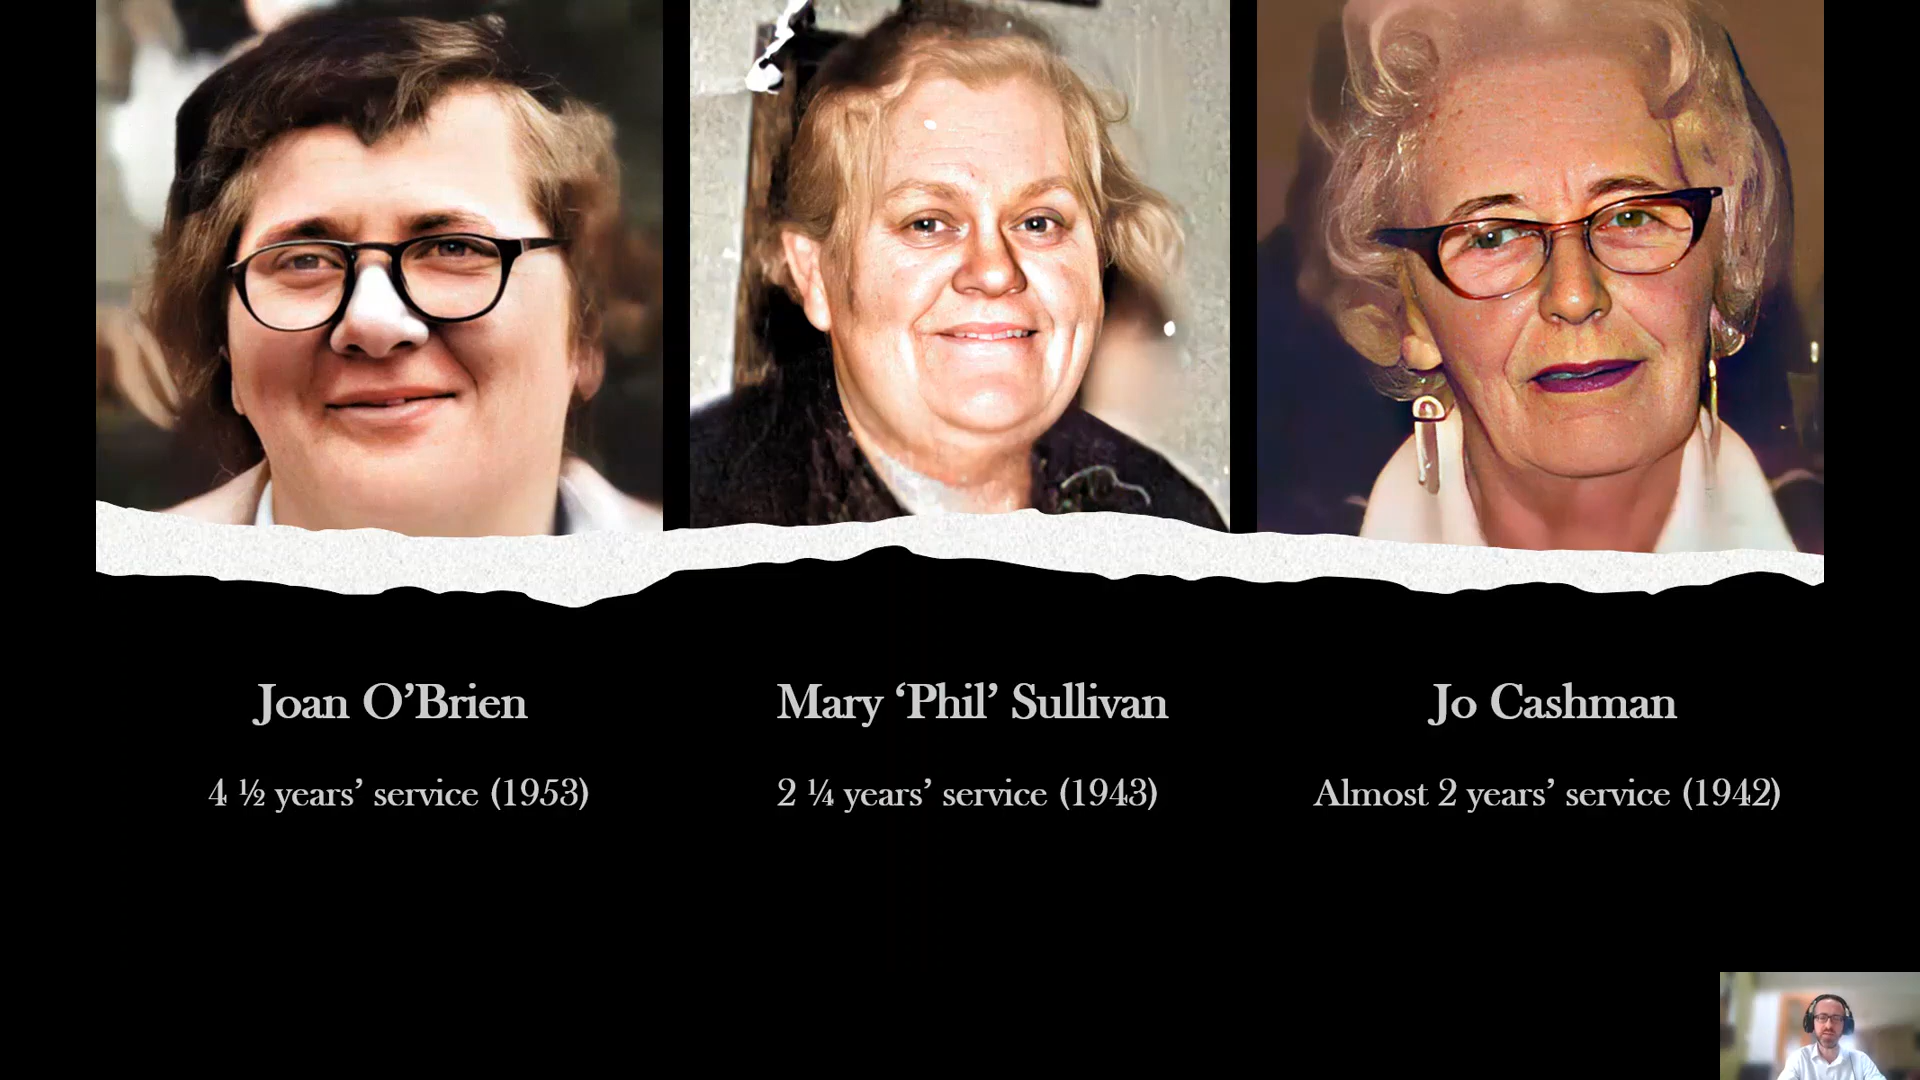 Joan O’Brien
4 ½ years’ service (1953)
Mary ‘Phil’ Sullivan
2 ¼ years’ service (1943)
Jo Cashman
Almost 2 years’ service (1942)